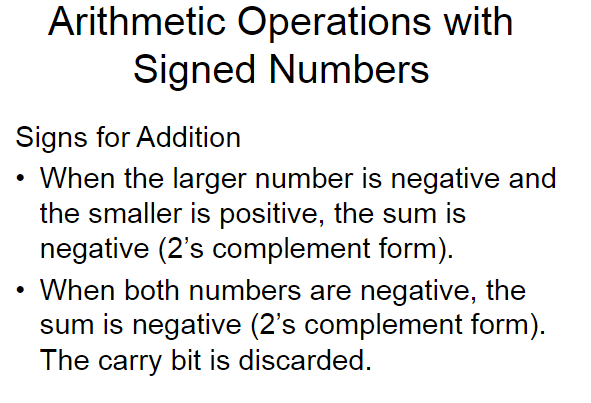 Arithmetic Operations with
Signed Numbers
Signs for Addition
• When the larger number is negative and
the smaller is positive, the sum is
negative (2’s complement form).
• When both numbers are negative, the
sum is negative (2’s complement form).
The carry bit is discarded.